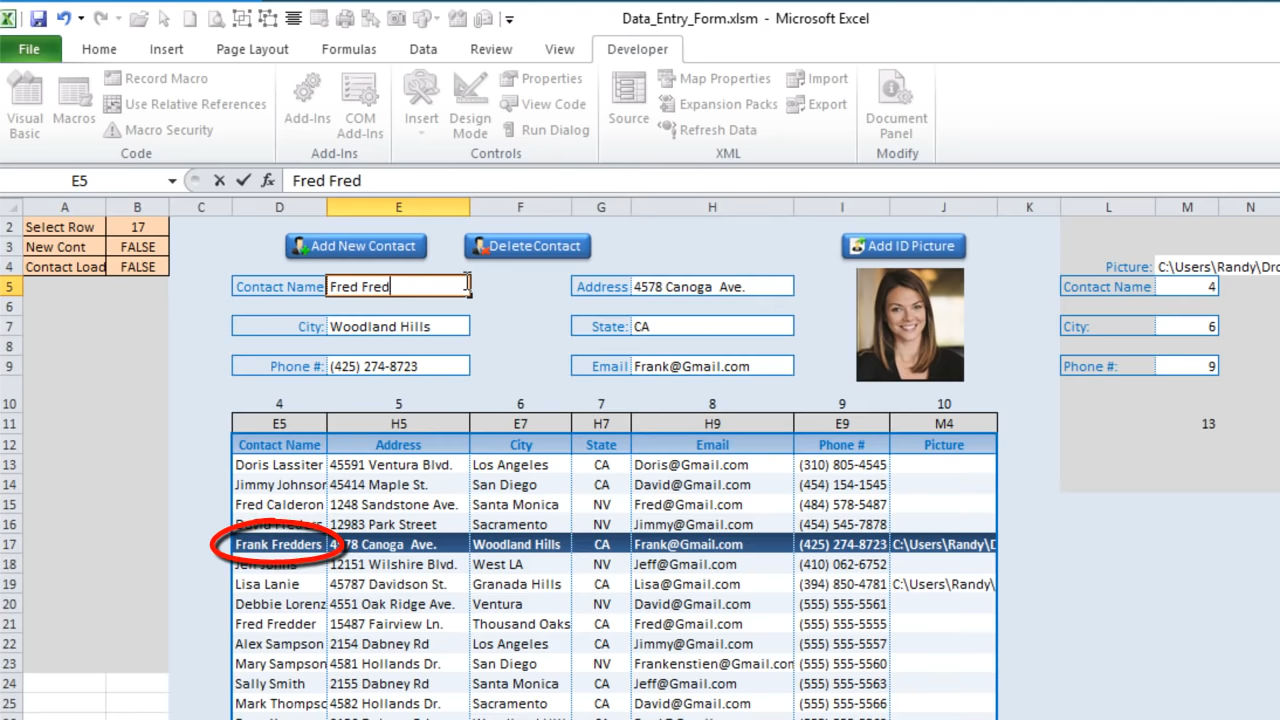 Data_Entry_Form.xlsm - Microsoft Excel
File Home Insert Page Layout Formulas Data Review View Developer
Visual Basic
Macros
Record Macro
Use Relative References
Macro Security
Code
Add-Ins
COM Add-Ins
Add-Ins
Insert
Design Mode
Properties
View Code
Run Dialog
Controls
Source
Map Properties
Expansion Packs
Refresh Data
Import
Export
XML
Document Panel
Modify
E5 fx Fred Fred
A B C D E F G H I J K L M N
2 Select Row 17
3 New Cont FALSE
4 Contact Load FALSE
Add New Contact Delete Contact Add ID Picture
Picture: C:\Users\Randy\Dro
5 Contact Name Fred Fred Address 4578 Canoga Ave. Contact Name 4
6
7 City: Woodland Hills State: CA City: 6
8
9 Phone #: (425) 274-8723 Email Frank@Gmail.com Phone #: 9
10 4 5 6 7 8 9 10
11 E5 H5 E7 H7 H9 E9 M4 13
12 Contact Name Address City State Email Phone # Picture
13 Doris Lassiter 45591 Ventura Blvd. Los Angeles CA Doris@Gmail.com (310) 805-4545
14 Jimmy Johnson 45414 Maple St. San Diego CA David@Gmail.com (454) 154-1545
15 Fred Calderon 1248 Sandstone Ave. Santa Monica NV Fred@Gmail.com (484) 578-5487
16 David Fredders 12983 Park Street Sacramento NV Jimmy@Gmail.com (454) 545-7878
17 Frank Fredders 4578 Canoga Ave. Woodland Hills CA Frank@Gmail.com (425) 274-8723 C:\Users\Randy\D
18 Jeff Johns 12151 Wilshire Blvd. West LA CA Jeff@Gmail.com (410) 062-6752
19 Lisa Lanie 45787 Davidson St. Granada Hills CA Lisa@Gmail.com (394) 850-4781 C:\Users\Randy\
20 Debbie Lorenz 4551 Oak Ridge Ave. Ventura NV David@Gmail.com (555) 555-5561
21 Fred Fredder 15487 Fairview Ln. Thousand Oaks CA Fred@Gmail.com (555) 555-5555
22 Alex Sampson 2154 Dabney Rd Los Angeles CA Jimmy@Gmail.com (555) 555-5557
23 Mary Sampson 4581 Hollands Dr. San Diego NV Frankenstien@Gmail.com (555) 555-5560
24 Sally Smith 2155 Dabney Rd Santa Monica CA Jeff@Gmail.com (555) 555-5563
25 Mark Thompso 4582 Hollands Dr. Sacramento CA David@Gmail.com (555) 555-5566